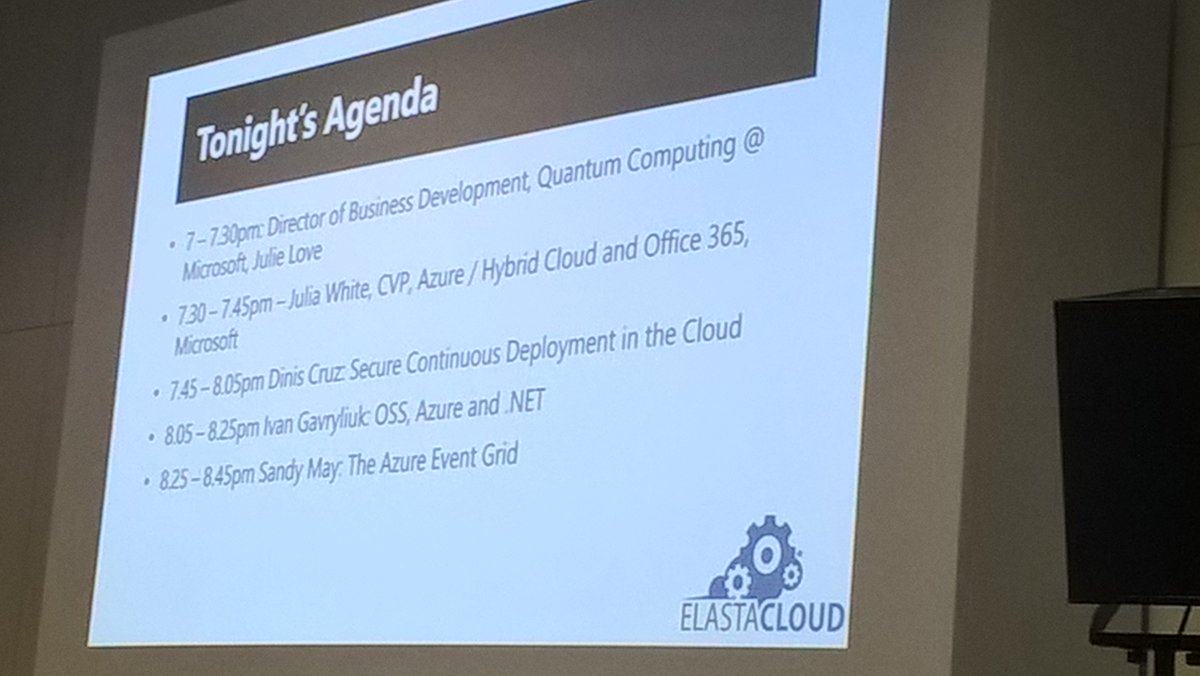 Tonight's Agenda
• 7 – 7.30pm: Director of Business Development, Quantum Computing @
Microsoft, Julie Love
• 7.30 – 7.45pm – Julia White, CVP, Azure / Hybrid Cloud and Office 365,
Microsoft
• 7.45 – 8.05pm Dinis Cruz: Secure Continuous Deployment in the Cloud
• 8.05 – 8.25pm Ivan Gavryliuk: OSS, Azure and .NET
• 8.25 – 8.45pm Sandy May: The Azure Event Grid
ELASTACLOUD